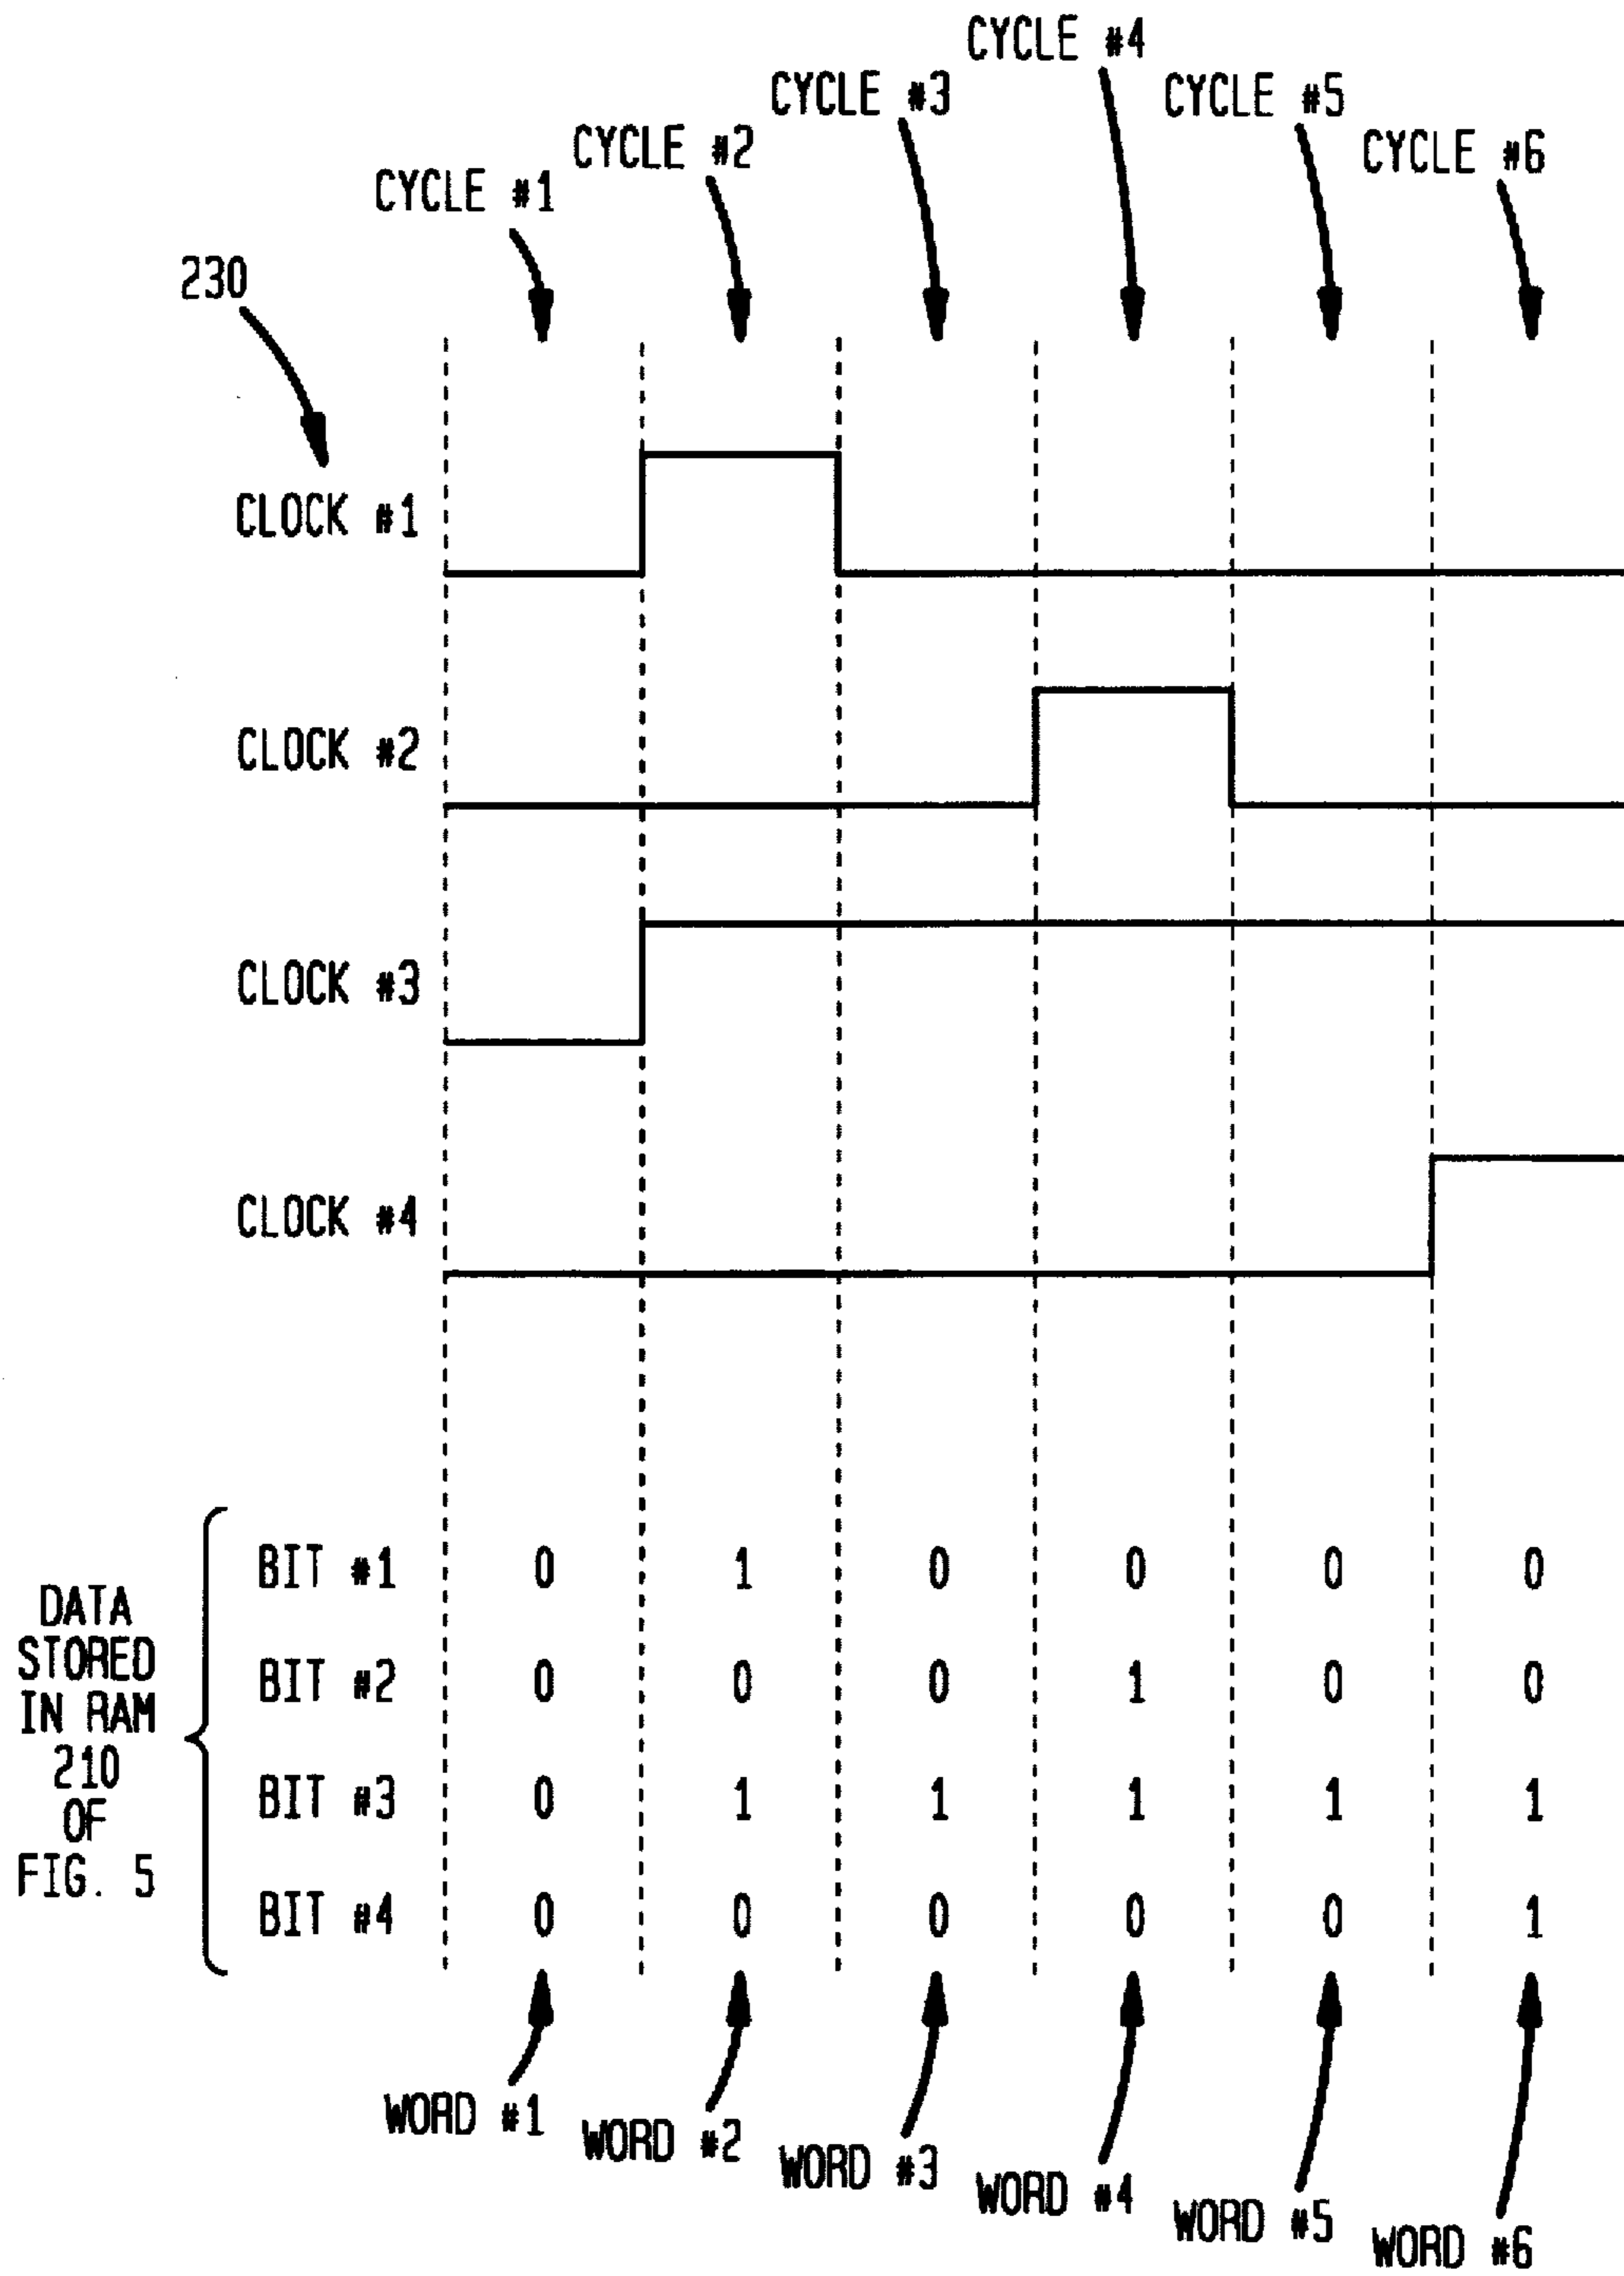 CYCLE #4
CYCLE #3
CYCLE #5
CYCLE #2
CYCLE #6
CYCLE #1
230
CLOCK #1
CLOCK #2
CLOCK #3
CLOCK #4
DATA
STORED
IN RAM
210
OF
FIG. 5
BIT #1 0 1 0 0 0 0
BIT #2 0 0 0 1 0 0
BIT #3 0 1 1 1 1 1
BIT #4 0 0 0 0 0 1
WORD #1
WORD #2
WORD #3
WORD #4
WORD #5
WORD #6